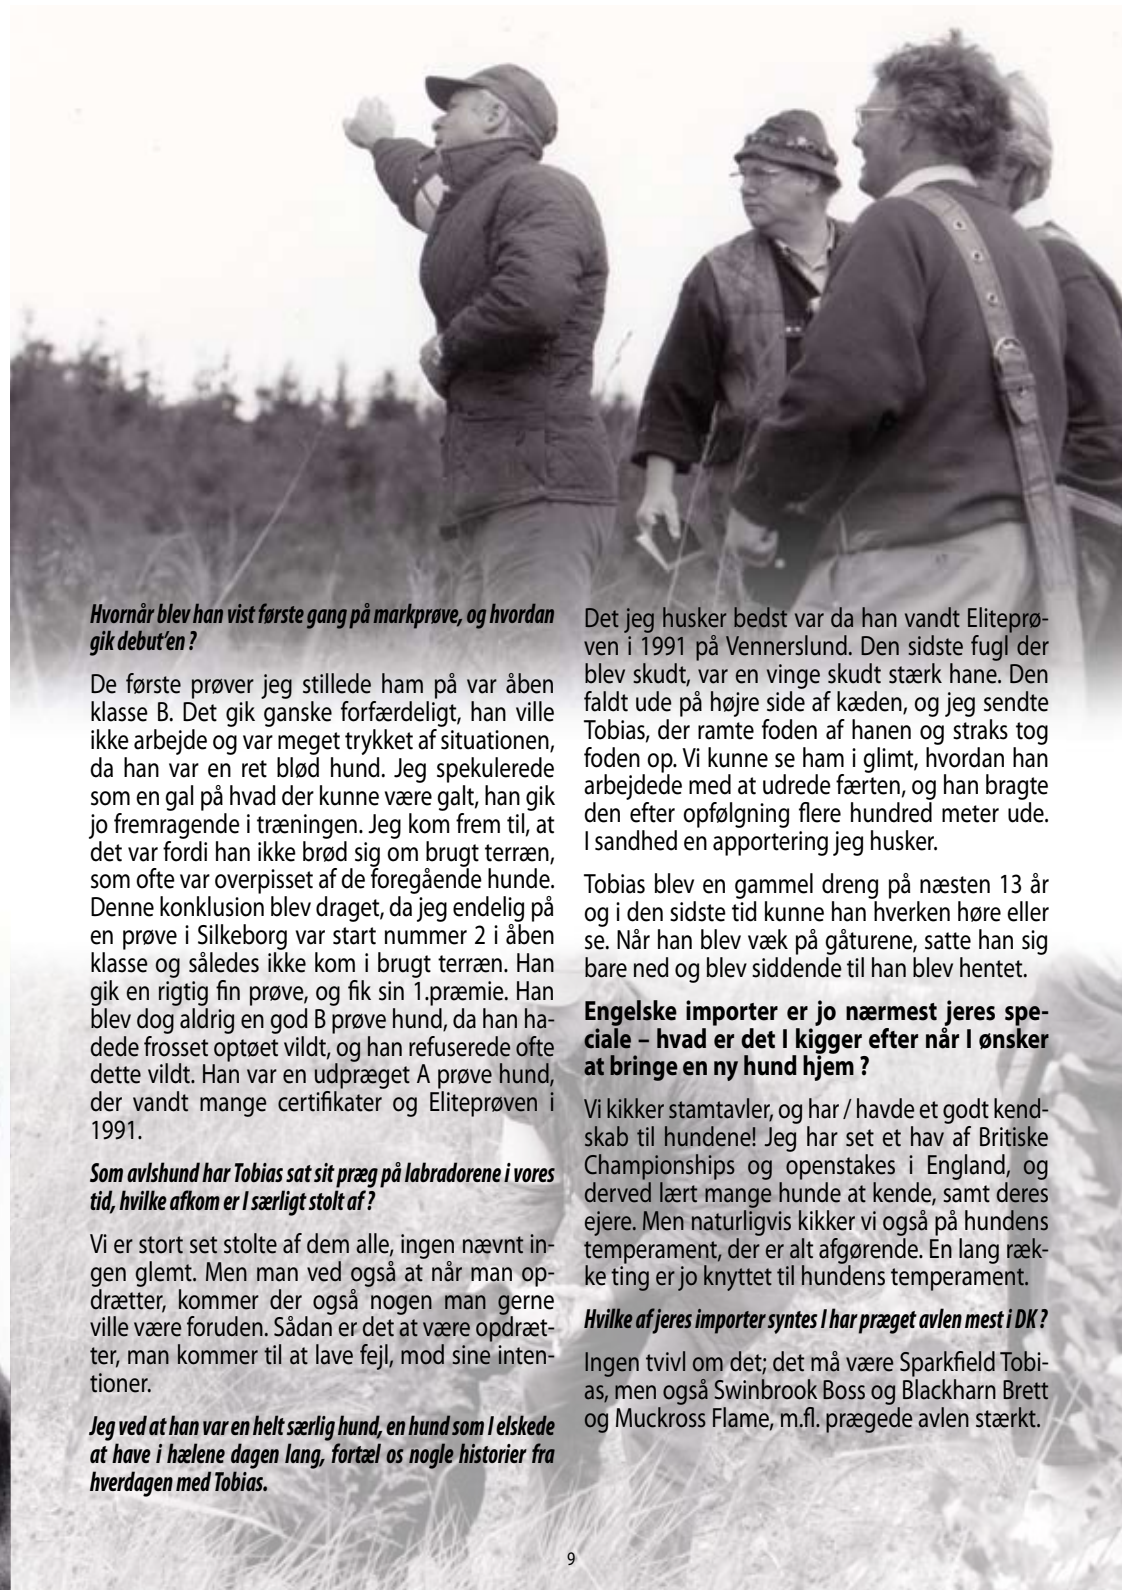 Hvornår blev han vist første gang på markprøve, og hvordan
gik debut'en ?
De første prøver jeg stillede ham på var åben
klasse B. Det gik ganske forfærdeligt, han ville
ikke arbejde og var meget trykket af situationen,
da han var en ret blød hund. Jeg spekulerede
som en gal på hvad der kunne være galt, han gik
jo fremragende i træningen. Jeg kom frem til, at
det var fordi han ikke brød sig om brugt terræn,
som ofte var overpisset af de foregående hunde.
Denne konklusion blev draget, da jeg endelig på
en prøve i Silkeborg var start nummer 2 i åben
klasse og således ikke kom i brugt terræn. Han
gik en rigtig fin prøve, og fik sin 1.præmie. Han
blev dog aldrig en god B prøve hund, da han ha-
dede frosset optøet vildt, og han refuserede ofte
dette vildt. Han var en udpræget A prøve hund,
der vandt mange certifikater og Eliteprøven i
1991.
Som avlshund har Tobias sat sit præg på labradorene i vores
tid, hvilke afkom er I særligt stolt af ?
Vi er stort set stolte af dem alle, ingen nævnt in-
gen glemt. Men man ved også at når man op-
drætter, kommer der også nogen man gerne
ville være foruden. Sådan er det at være opdræt-
ter, man kommer til at lave fejl, mod sine inten-
tioner.
Jeg ved at han var en helt særlig hund, en hund som I elskede
at have i hælene dagen lang, fortæl os nogle historier fra
hverdagen med Tobias.
Det jeg husker bedst var da han vandt Eliteprø-
ven i 1991 på Vennerslund. Den sidste fugl der
blev skudt, var en vinge skudt stærk hane. Den
faldt ude på højre side af kæden, og jeg sendte
Tobias, der ramte foden af hanen og straks tog
foden op. Vi kunne se ham i glimt, hvordan han
arbejdede med at udrede færten, og han bragte
den efter opfølgning flere hundred meter ude.
I sandhed en apportering jeg husker.
Tobias blev en gammel dreng på næsten 13 år
og i den sidste tid kunne han hverken høre eller
se. Når han blev væk på gåturene, satte han sig
bare ned og blev siddende til han blev hentet.
Engelske importer er jo nærmest jeres spe-
ciale – hvad er det I kigger efter når I ønsker
at bringe en ny hund hjem ?
Vi kikker stamtavler, og har / havde et godt kend-
skab til hundene! Jeg har set et hav af Britiske
Championships og openstakes i England, og
derved lært mange hunde at kende, samt deres
ejere. Men naturligvis kikker vi også på hundens
temperament, der er alt afgørende. En lang ræk-
ke ting er jo knyttet til hundens temperament.
Hvilke af jeres importer syntes I har præget avlen mest i DK ?
Ingen tvivl om det; det må være Sparkfield Tobi-
as, men også Swinbrook Boss og Blackharn Brett
og Muckross Flame, m.fl. prægede avlen stærkt.
9